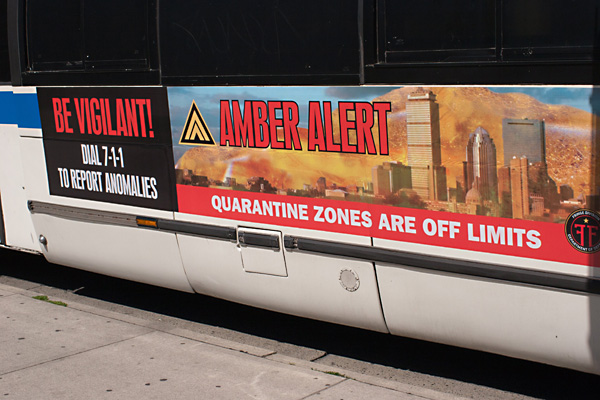 BE VIGILANT!
DIAL 7-1-1
TO REPORT ANOMALIES
AMBER ALERT
QUARANTINE ZONES ARE OFF LIMITS